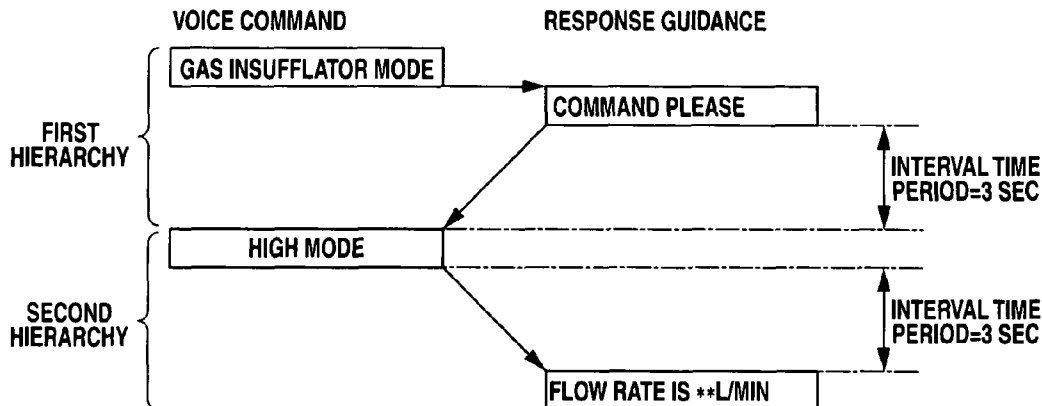 VOICE COMMAND
RESPONSE GUIDANCE
GAS INSUFFLATOR MODE
COMMAND PLEASE
FIRST
HIERARCHY
INTERVAL TIME
PERIOD=3 SEC
HIGH MODE
SECOND
HIERARCHY
INTERVAL TIME
PERIOD=3 SEC
FLOW RATE IS **L/MIN